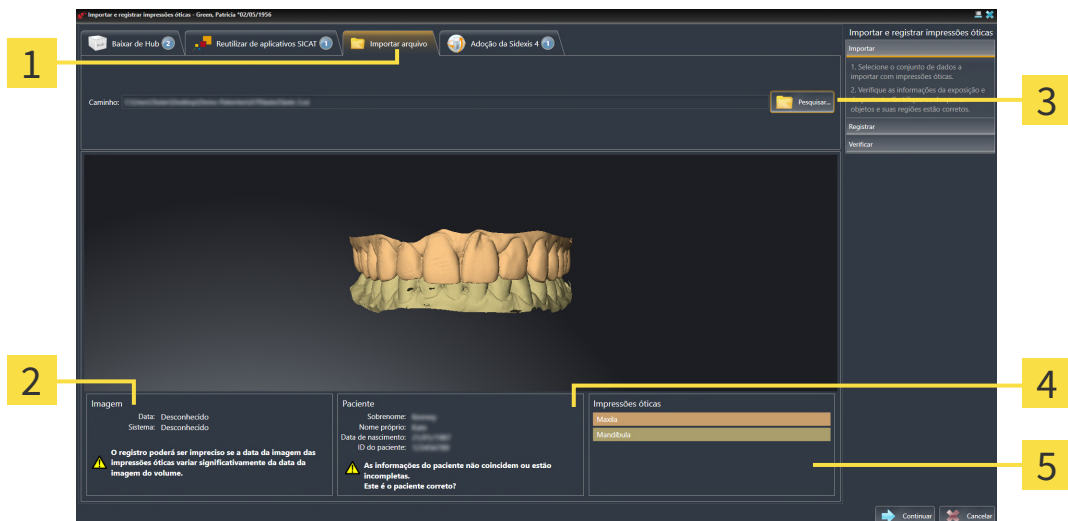 Importar e registrar impressões óticas - Green, Patricia *02/05/1956
Baixar de Hub 2
Reutilizar de aplicativos SICAT 1
Importar arquivo
Adoção da Sidexis 4 1
Importar e registrar impressões óticas
Importar
1. Selecione o conjunto de dados a
importar com impressões óticas.
2. Verifique as informações da exposição e
objetos e suas regiões estão corretos.
Registrar
Verificar
1
Caminho:
Pesquisar...
3
2
Imagem
Data: Desconhecido
Sistema: Desconhecido
O registro poderá ser impreciso se a data da imagem das
impressões óticas variar significativamente da data da
imagem do volume.
Paciente
Sobrenome:
Nome próprio:
Data de nascimento:
ID do paciente:
As informações do paciente não coincidem ou estão
incompletas.
Este é o paciente correto?
Impressões óticas
Maxila
Mandíbula
4
5
Continuar
Cancelar